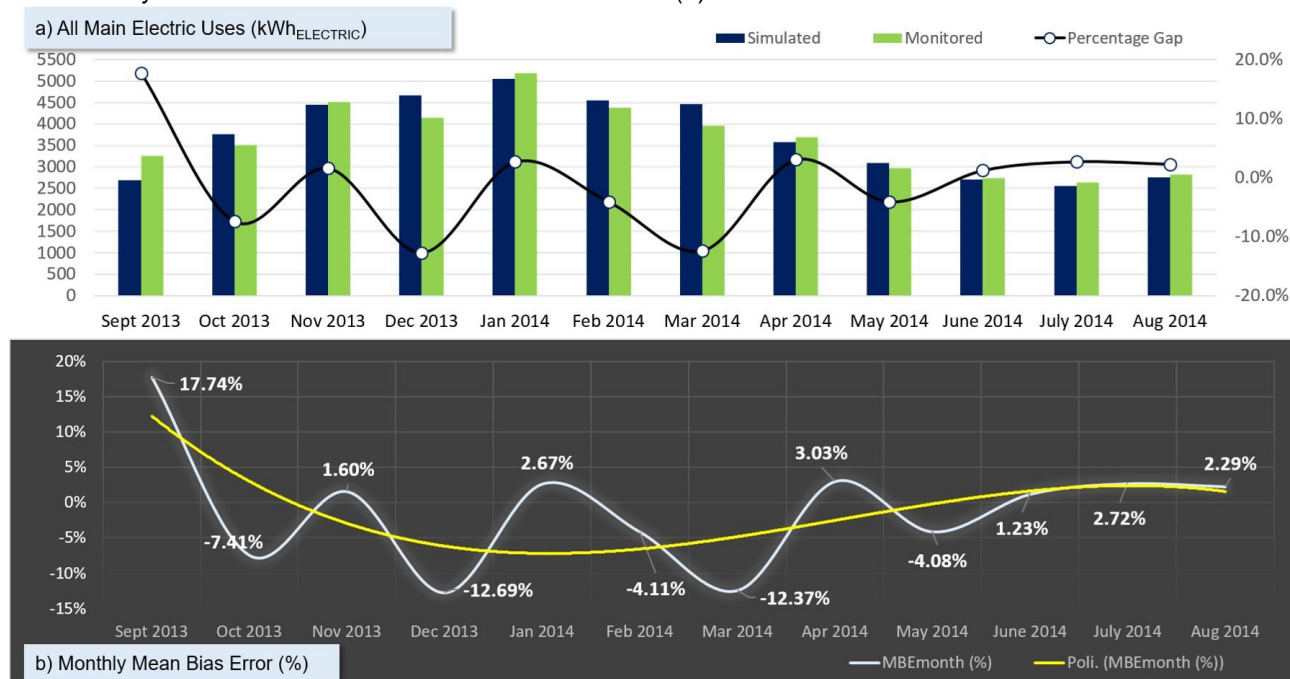 a) All Main Electric Uses (kWhELECTRIC)
Simulated Monitored Percentage Gap
5500 20.0%
5000
4500
4000 10.0%
3500
3000
2500 0.0%
2000
1500
1000 -10.0%
500
0 -20.0%
Sept 2013 Oct 2013 Nov 2013 Dec 2013 Jan 2014 Feb 2014 Mar 2014 Apr 2014 May 2014 June 2014 July 2014 Aug 2014
20%
17.74%
15%
10%
5% 1.60% 2.67% 3.03% 2.29%
0%
-5% -7.41% -12.69% -4.11% -12.37% -4.08% 1.23% 2.72%
-10%
-15%
Sept 2013 Oct 2013 Nov 2013 Dec 2013 Jan 2014 Feb 2014 Mar 2014 Apr 2014 May 2014 June 2014 July 2014 Aug 2014
b) Monthly Mean Bias Error (%) MBEmonth (%) Poli. (MBEmonth (%))